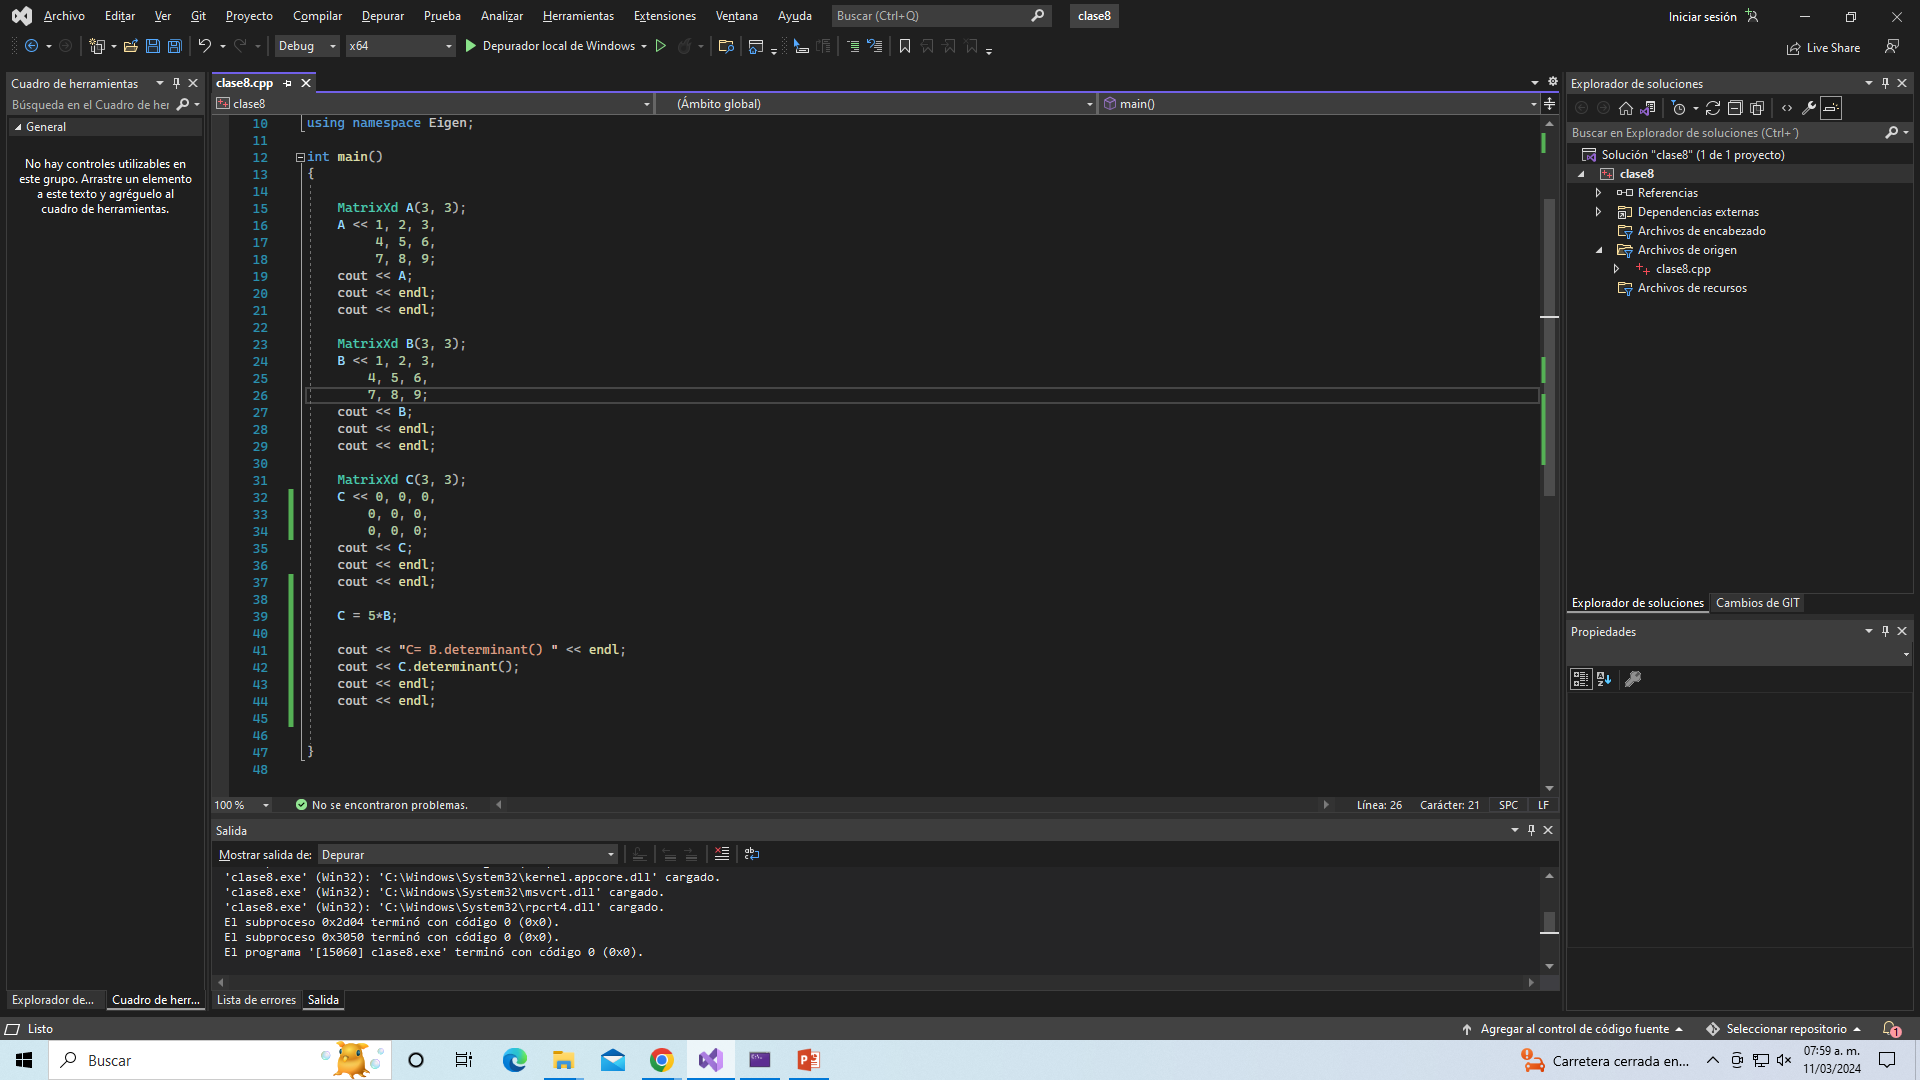 Archivo Editar Ver Git Proyecto Compilar Depurar Prueba Analizar Herramientas Extensiones Ventana Ayuda Buscar (Ctrl+Q) clase8 Iniciar sesión
Debug x64 Depurador local de Windows Live Share
Cuadro de herramientas
Búsqueda en el Cuadro de her
General
No hay controles utilizables en
este grupo. Arrastre un elemento
a este texto y agréguelo al
cuadro de herramientas.
Explorador de... Cuadro de herr...
clase8.cpp
clase8 (Ámbito global) main()
10 using namespace Eigen;
11
12 int main()
13 {
14
15 MatrixXd A(3, 3);
16 A << 1, 2, 3,
17 4, 5, 6,
18 7, 8, 9;
19 cout << A;
20 cout << endl;
21 cout << endl;
22
23 MatrixXd B(3, 3);
24 B << 1, 2, 3,
25 4, 5, 6,
26 7, 8, 9;
27 cout << B;
28 cout << endl;
29 cout << endl;
30
31 MatrixXd C(3, 3);
32 C << 0, 0, 0,
33 0, 0, 0,
34 0, 0, 0;
35 cout << C;
36 cout << endl;
37 cout << endl;
38
39 C = 5*B;
40
41 cout << "C= B.determinant() " << endl;
42 cout << C.determinant();
43 cout << endl;
44 cout << endl;
45
46
47 }
48
100 % No se encontraron problemas. Línea: 26 Carácter: 21 SPC LF
Salida
Mostrar salida de: Depurar
'clase8.exe' (Win32): 'C:\Windows\System32\kernel.appcore.dll' cargado.
'clase8.exe' (Win32): 'C:\Windows\System32\msvcrt.dll' cargado.
'clase8.exe' (Win32): 'C:\Windows\System32\rpcrt4.dll' cargado.
El subproceso 0x2d04 terminó con código 0 (0x0).
El subproceso 0x3050 terminó con código 0 (0x0).
El programa '[15060] clase8.exe' terminó con código 0 (0x0).
Lista de errores Salida
Explorador de soluciones
Buscar en Explorador de soluciones (Ctrl+´)
Solución "clase8" (1 de 1 proyecto)
clase8
Referencias
Dependencias externas
Archivos de encabezado
Archivos de origen
clase8.cpp
Archivos de recursos
Explorador de soluciones Cambios de GIT
Propiedades
Listo Agregar al control de código fuente Seleccionar repositorio 1
Buscar Carretera cerrada en... 07:59 a. m.
11/03/2024